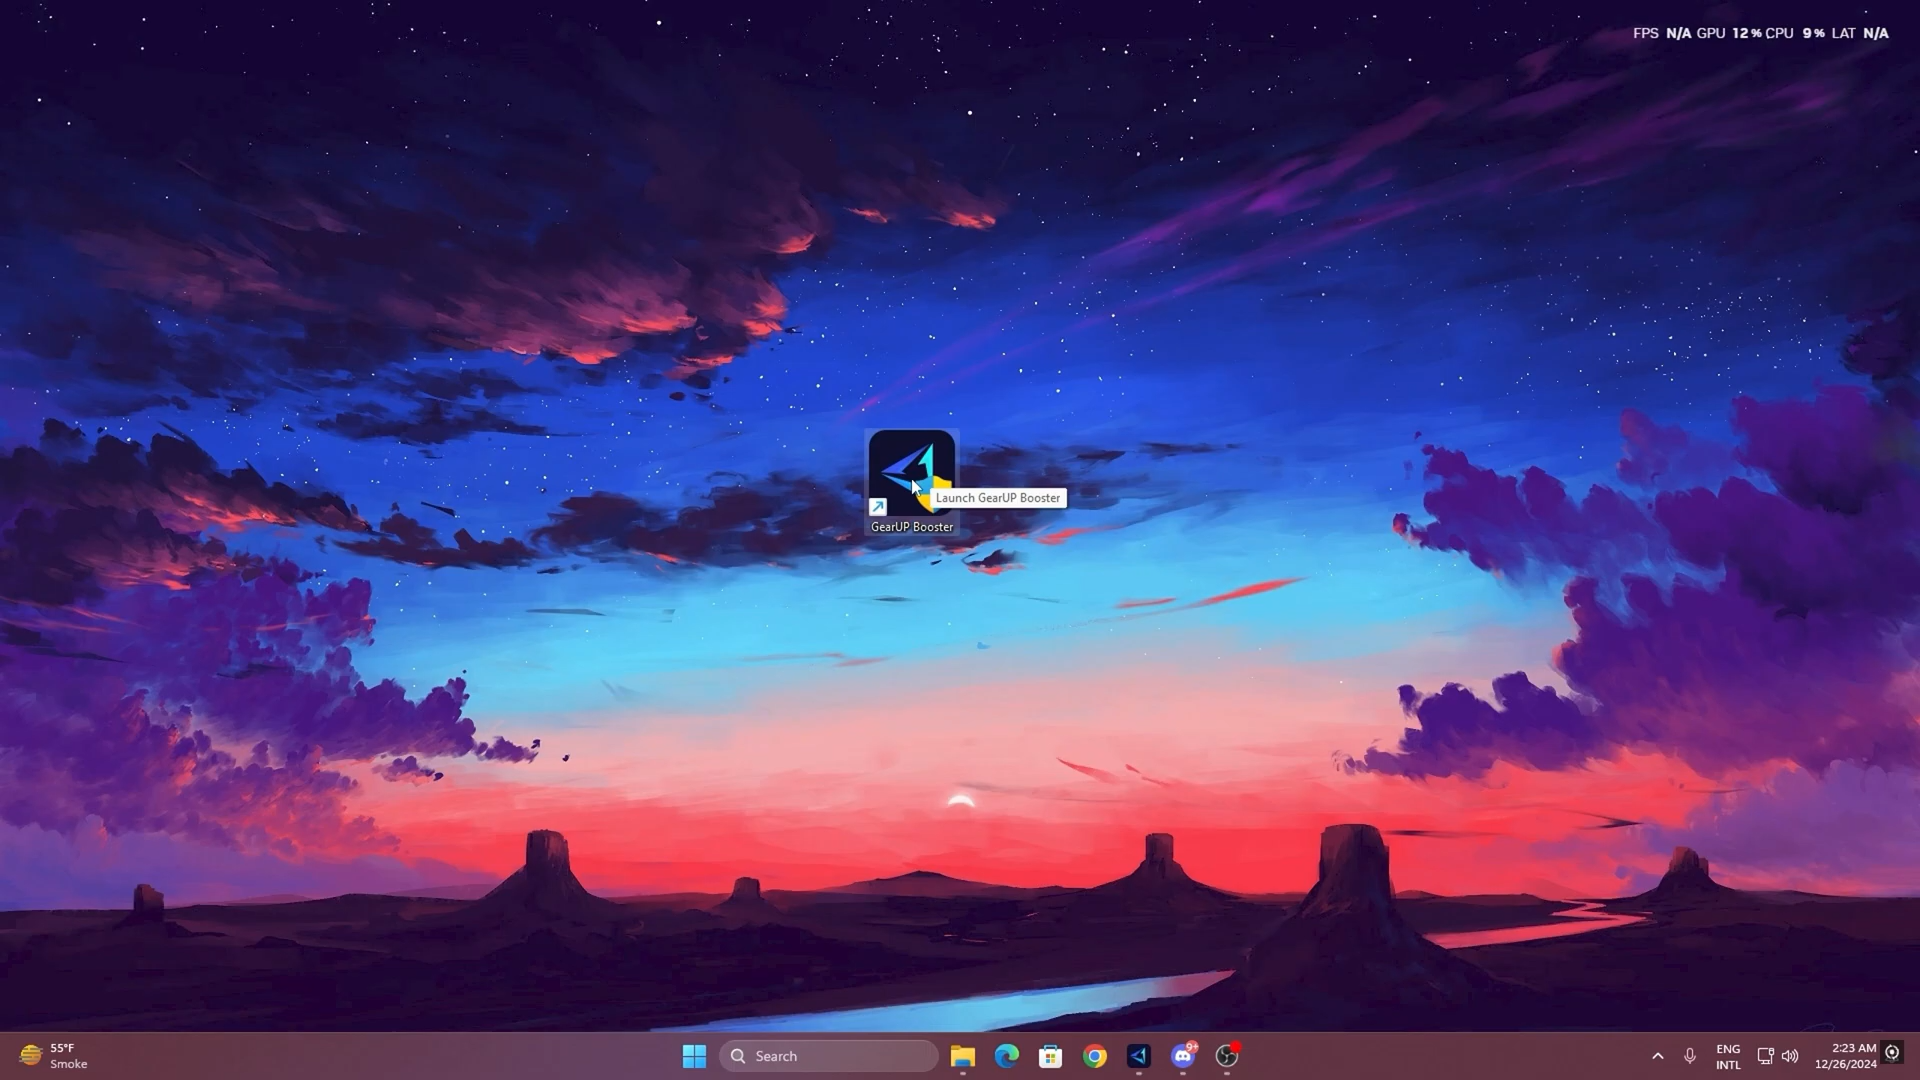 FPS N/A GPU 12% CPU 9% LAT N/A
Launch GearUP Booster
GearUP Booster
55°F
Smoke
Search
9+
ENG
INTL
2:23 AM
12/26/2024